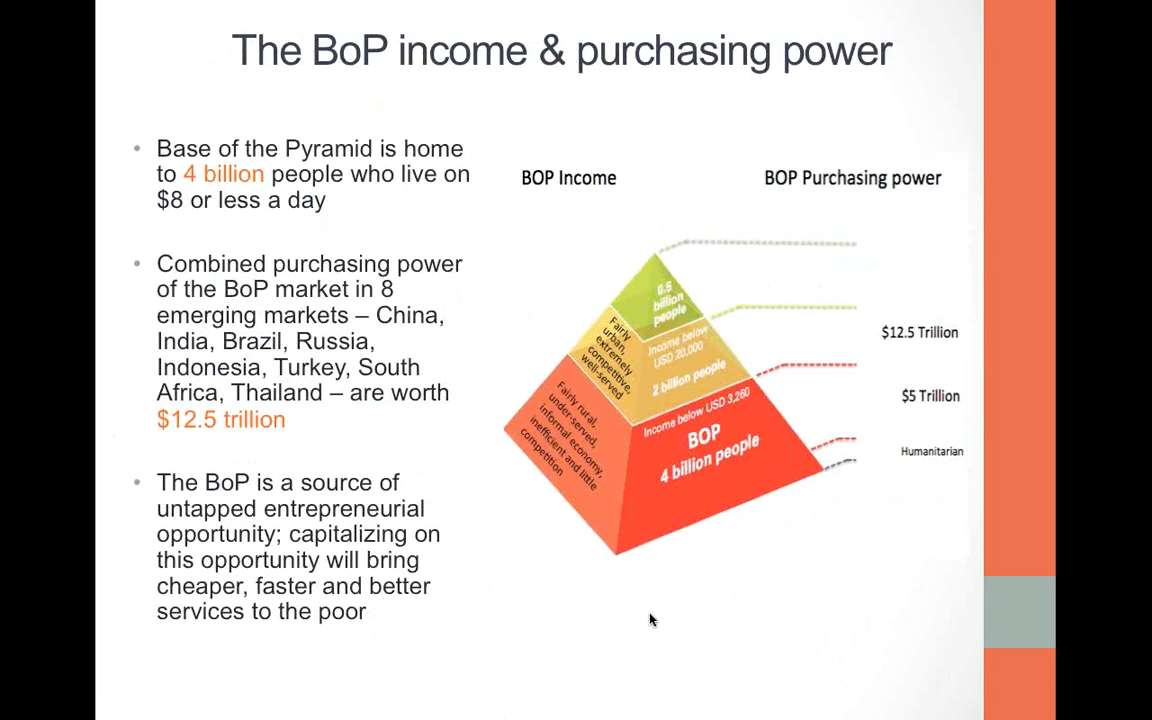 The BoP income & purchasing power
• Base of the Pyramid is home
to 4 billion people who live on
$8 or less a day
• Combined purchasing power
of the BoP market in 8
emerging markets – China,
India, Brazil, Russia,
Indonesia, Turkey, South
Africa, Thailand – are worth
$12.5 trillion
• The BoP is a source of
untapped entrepreneurial
opportunity; capitalizing on
this opportunity will bring
cheaper, faster and better
services to the poor
BOP Income
BOP Purchasing power
0.5
billion
people
Fairly
urban,
extremely
competitive,
well-served
Income below
USD 20,000
2 billion people
Fairly rural,
under-served,
informal economy,
inefficient and little
competition
Income below USD 3,260
BOP
4 billion people
$12.5 Trillion
$5 Trillion
Humanitarian